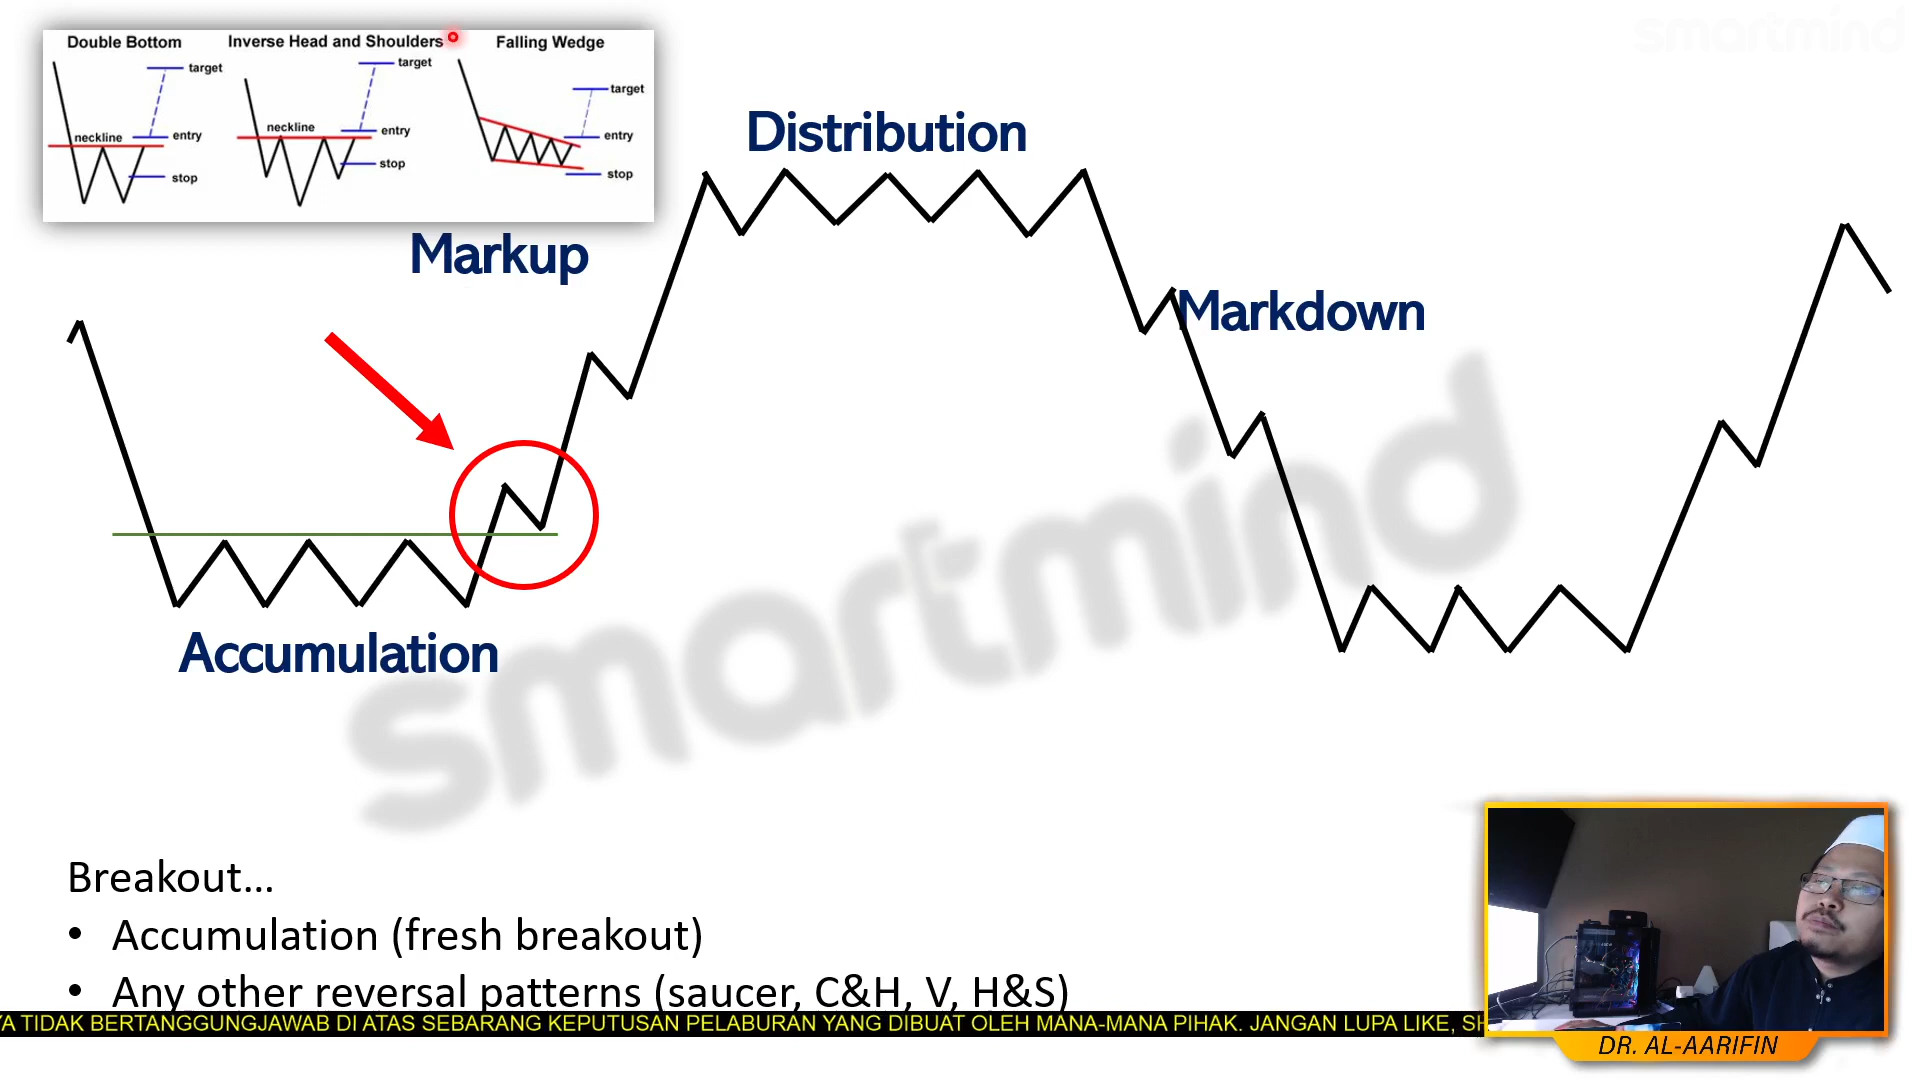 smartmind
Double Bottom
Inverse Head and Shoulders
Falling Wedge
target
neckline
entry
stop
target
neckline
entry
stop
target
entry
stop
Distribution
Markup
Markdown
Accumulation
smartmind
Breakout...
• Accumulation (fresh breakout)
• Any other reversal patterns (saucer, C&H, V, H&S)
YA TIDAK BERTANGGUNGJAWAB DI ATAS SEBARANG KEPUTUSAN PELABURAN YANG DIBUAT OLEH MANA-MANA PIHAK. JANGAN LUPA LIKE, SH
DR. AL-AARIFIN